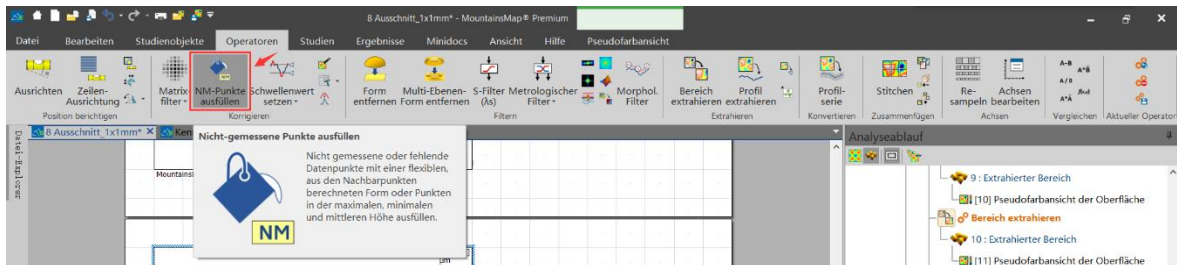 8 Ausschnitt_1x1mm* - MountainsMap® Premium
Pseudofarbansicht
Datei Bearbeiten Studienobjekte Operatoren Studien Ergebnisse Minidocs Ansicht Hilfe
Ausrichten Zeilen-Ausrichtung
Matrix-filter NM-Punkte ausfüllen Schwellenwert setzen
Form entfernen Multi-Ebenen-Form entfernen S-Filter (λs) Metrologischer Filter Morphol. Filter
Bereich extrahieren Profil extrahieren
Profil-serie
Stitchen
Re-sampeln Achsen bearbeiten
A-B
A/B
Position berichtigen Korrigieren Filtern Extrahieren Konvertieren Zusammenfügen Achsen Vergleichen Aktueller Operator
Datei-Explorer
8 Ausschnitt_1x1mm*
Ken
Nicht-gemessene Punkte ausfüllen
Nicht gemessene oder fehlende
Datenpunkte mit einer flexiblen,
aus den Nachbarpunkten
berechneten Form oder Punkten
in der maximalen, minimalen
und mittleren Höhe ausfüllen.
NM
Mountains
µm
Analyseablauf
9 : Extrahierter Bereich
[10] Pseudofarbansicht der Oberfläche
Bereich extrahieren
10 : Extrahierter Bereich
[11] Pseudofarbansicht der Oberfläche